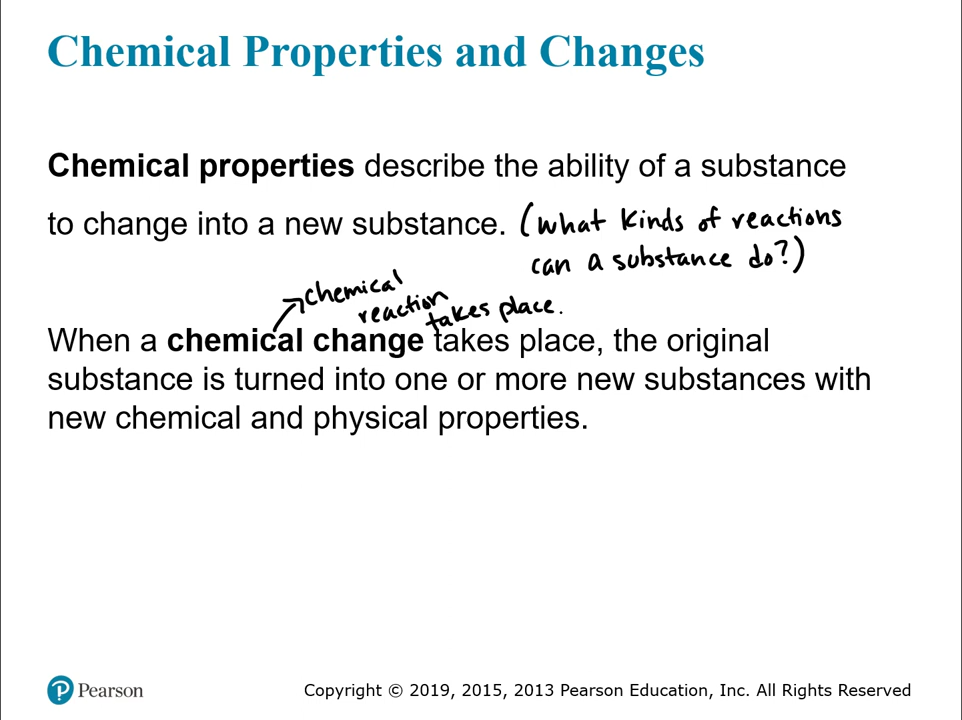 Chemical Properties and Changes
Chemical properties describe the ability of a substance
to change into a new substance. (what kinds of reactions
can a substance do?)
chemical
reaction
takes place.
When a chemical change takes place, the original
substance is turned into one or more new substances with
new chemical and physical properties.
Pearson
Copyright © 2019, 2015, 2013 Pearson Education, Inc. All Rights Reserved